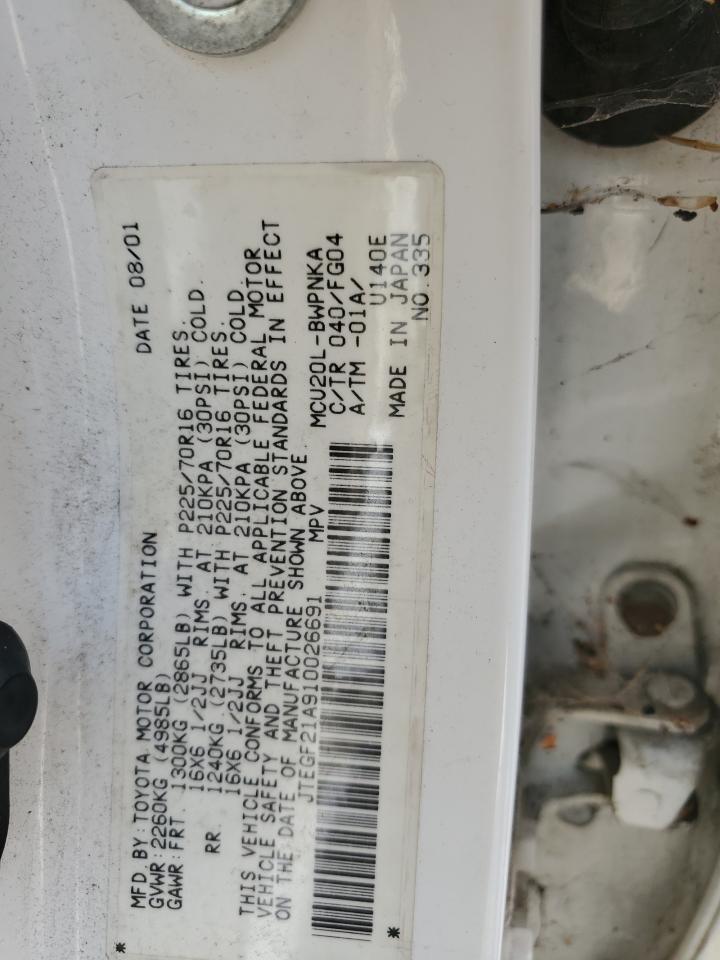 MFD BY:TOYOTA MOTOR CORPORATION DATE 08/01
GVWR:2260KG (4985LB)
GAWR:FRT. 1300KG (2865LB) WITH P225/70R16 TIRES.
16X6 1/2JJ RIMS. AT 210KPA (30PSI) COLD.
RR. 1240KG (2735LB) WITH P225/70R16 TIRES.
16X6 1/2JJ RIMS. AT 210KPA (30PSI) COLD.
THIS VEHICLE CONFORMS TO ALL APPLICABLE FEDERAL MOTOR
VEHICLE SAFETY AND THEFT PREVENTION STANDARDS IN EFFECT
ON THE DATE OF MANUFACTURE SHOWN ABOVE.
JTEGF21A910026691 MPV
MCU20L-BWPNKA
C/TR 040/FG04
A/TM -01A/
U140E
MADE IN JAPAN
NO.335
* *